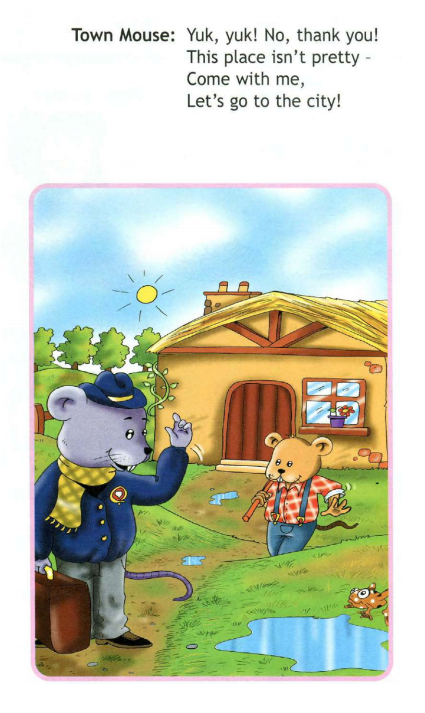 Town Mouse: Yuk, yuk! No, thank you!
This place isn't pretty –
Come with me,
Let's go to the city!